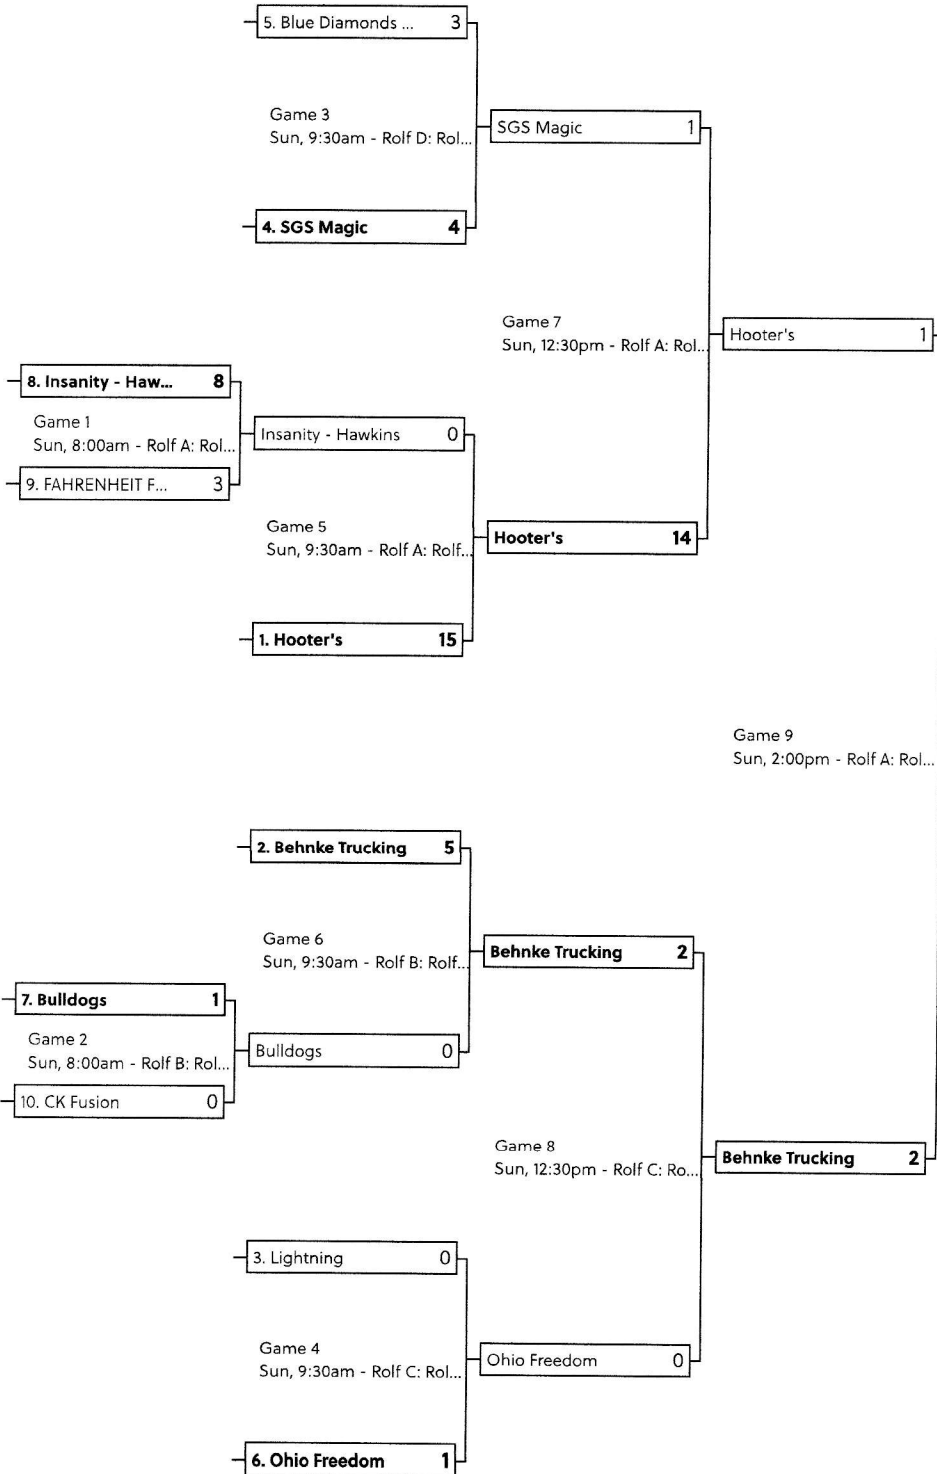 5. Blue Diamonds ... 3
Game 3
Sun, 9:30am - Rolf D: Rol...
SGS Magic 1
4. SGS Magic 4
Game 7
Sun, 12:30pm - Rolf A: Rol...
Hooter's 1
8. Insanity - Haw... 8
Game 1
Sun, 8:00am - Rolf A: Rol...
Insanity - Hawkins 0
9. FAHRENHEIT F... 3
Game 5
Sun, 9:30am - Rolf A: Rolf...
Hooter's 14
1. Hooter's 15
Game 9
Sun, 2:00pm - Rolf A: Rol...
2. Behnke Trucking 5
Game 6
Sun, 9:30am - Rolf B: Rolf...
Behnke Trucking 2
7. Bulldogs 1
Game 2
Sun, 8:00am - Rolf B: Rol...
Bulldogs 0
10. CK Fusion 0
Game 8
Sun, 12:30pm - Rolf C: Ro...
Behnke Trucking 2
3. Lightning 0
Game 4
Sun, 9:30am - Rolf C: Rol...
Ohio Freedom 0
6. Ohio Freedom 1